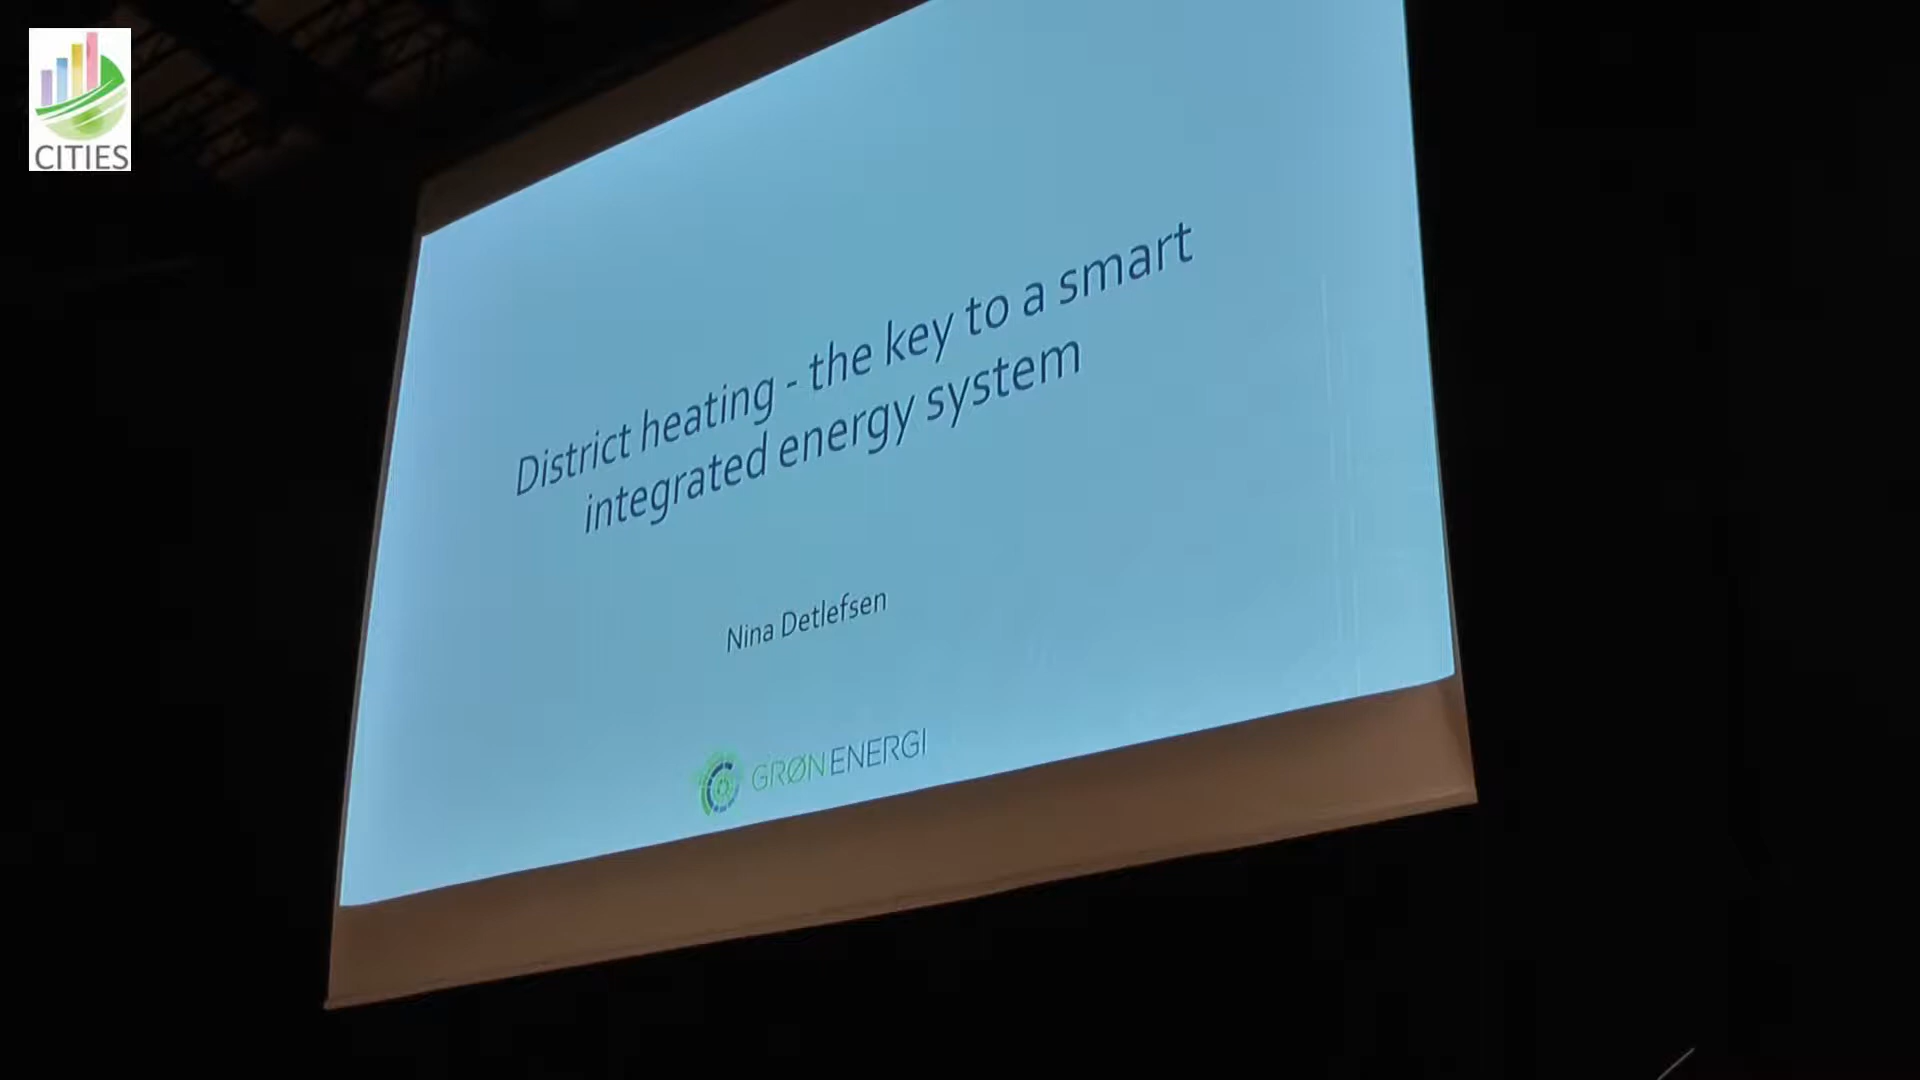 CITIES
District heating - the key to a smart
integrated energy system
Nina Detlefsen
GRØN ENERGI